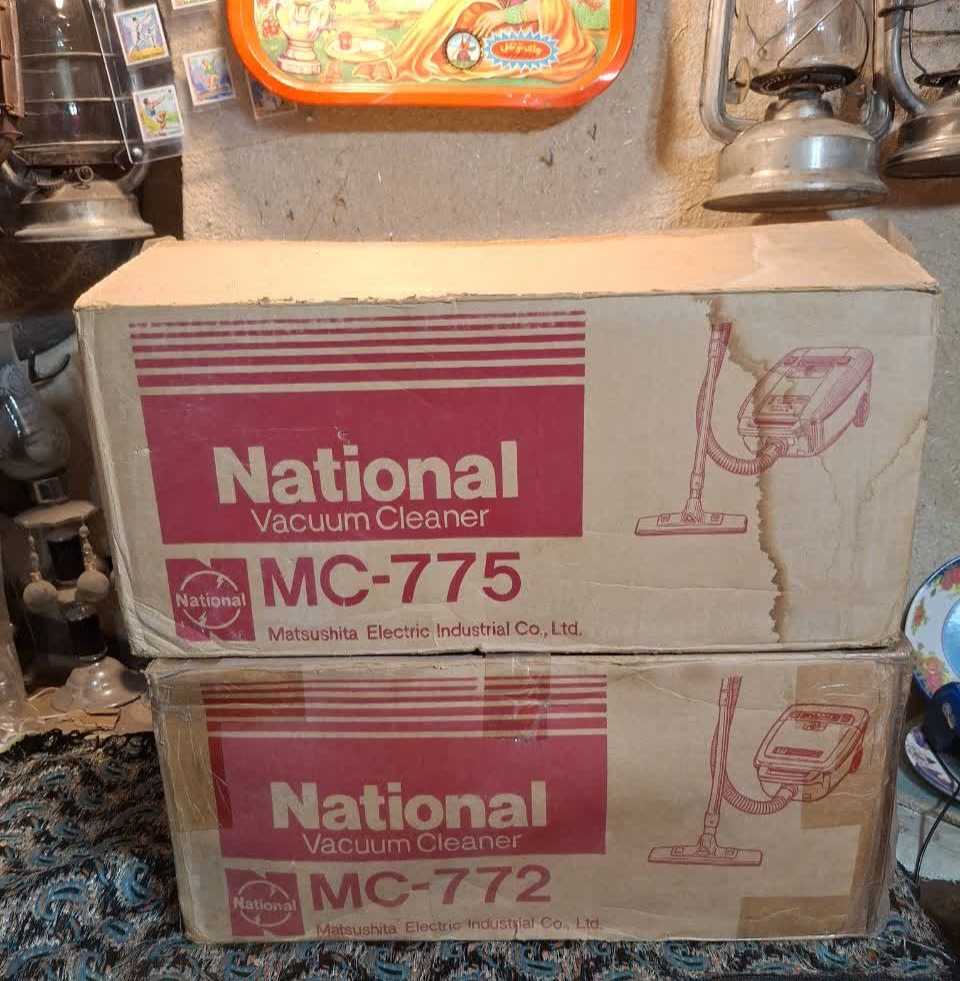 National
Vacuum Cleaner
National
MC-775
Matsushita Electric Industrial Co., Ltd.
National
Vacuum Cleaner
National
MC-772
Matsushita Electric Industrial Co., Ltd.